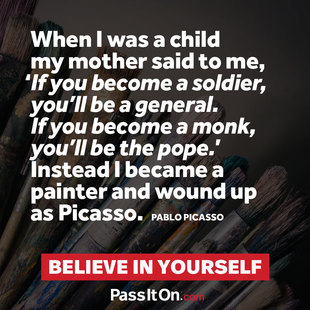 When I was a child
my mother said to me,
'If you become a soldier,
you'll be a general.
If you become a monk,
you'll be the pope.'
Instead I became a
painter and wound up
as Picasso. PABLO PICASSO
BELIEVE IN YOURSELF
PassItOn.com